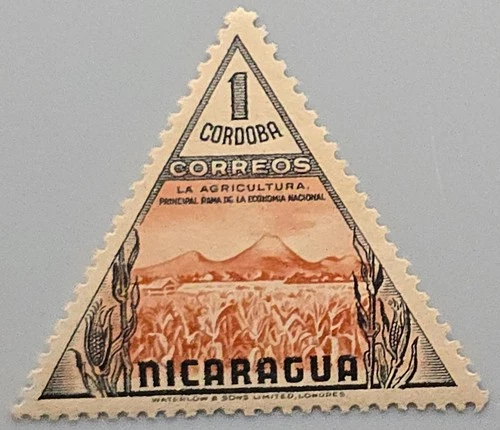 1
CORDOBA
CORREOS
LA AGRICULTURA,
PRINCIPAL RAMA DE LA ECONOMIA NACIONAL
NICARAGUA
WATERLOW & SONS LIMITED, LONDRES.